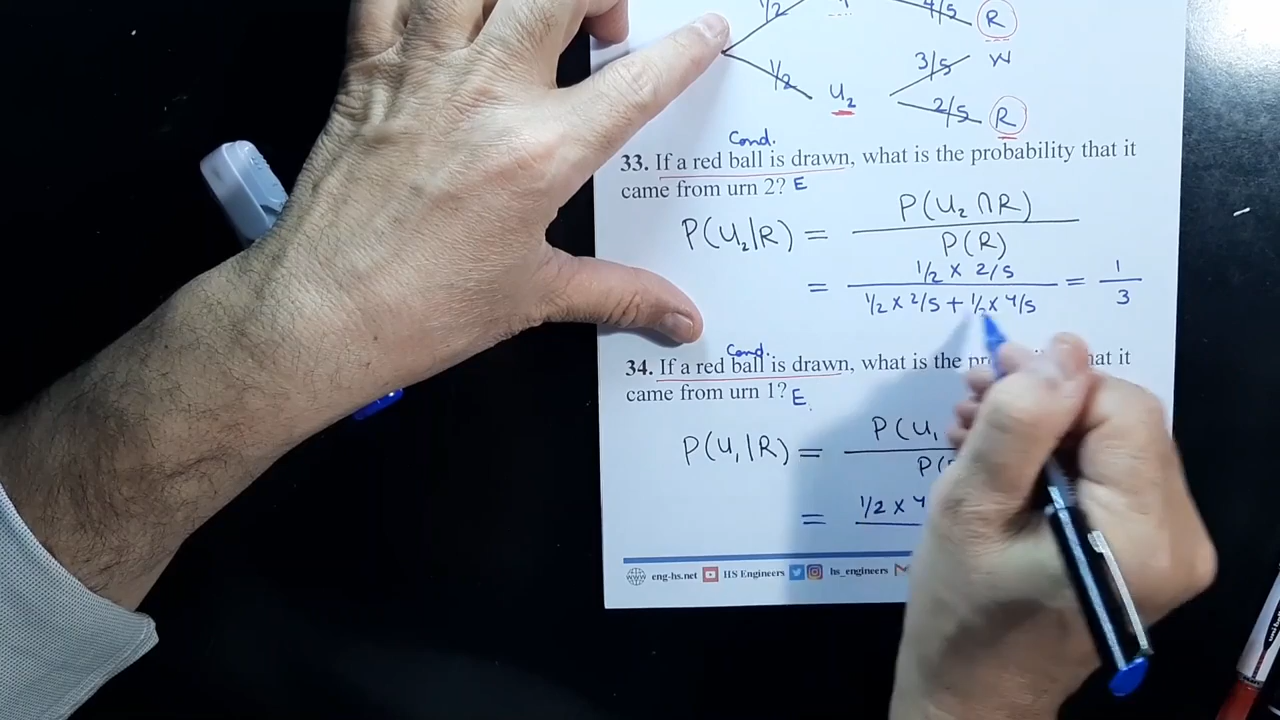 1/2
4/5 R
1/2 U2 3/5 W
2/5 R
Cond.
33. If a red ball is drawn, what is the probability that it
came from urn 2? E
P(U2|R) = P(U2 ∩ R)
P(R)
= 1/2 × 2/5
1/2 × 2/5 + 1/2 × 4/5 = 1
3
Cond.
34. If a red ball is drawn, what is the hat it
came from urn 1? E
P(U1|R) = P(U1
= 1/2 × 4
eng-hs.net HS Engineers hs_engineers